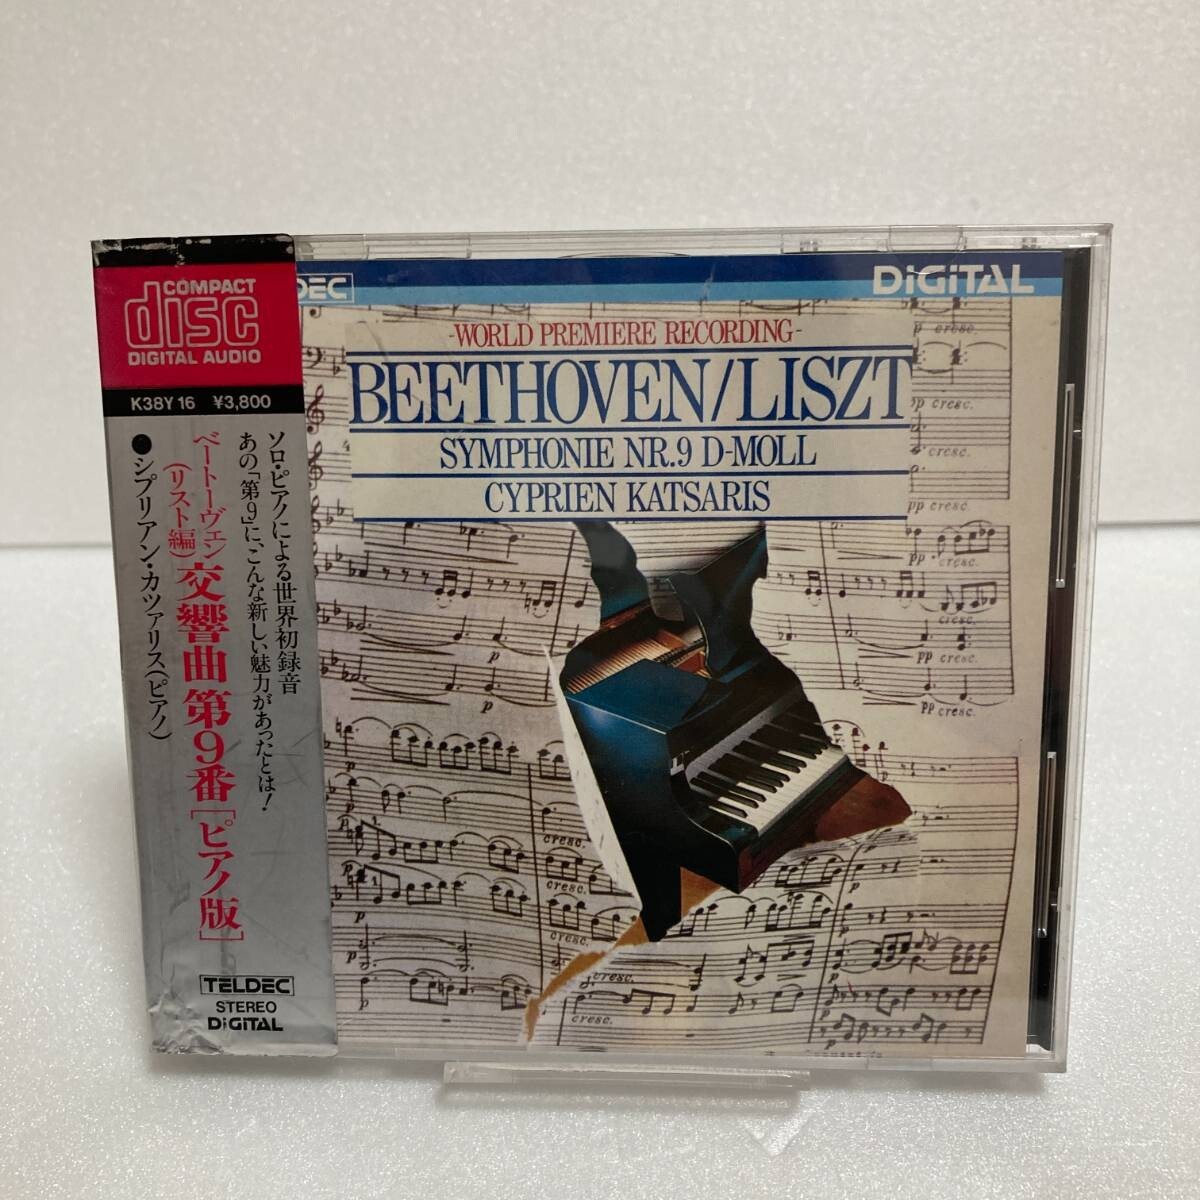 COMPACT
disc
DIGITAL AUDIO
K38Y16 ¥3,800
ソロ・ピアノによる世界初録音
あの「第9」に、こんな新しい魅力があったとは!
ベートーヴェン
(リスト編)
交響曲第9番[ピアノ版]
●シプリアン・カツァリス(ピアノ)
TELDEC
STEREO
DIGITAL
DEC
DIGITAL
-WORLD PREMIERE RECORDING-
BEETHOVEN/LISZT
SYMPHONIE NR.9 D-MOLL
CYPRIEN KATSARIS
p cresc.
pp cresc.
pp cresc.
pp cresc.
cresc.
pp cresc.
pp cresc.
p
p
cresc.
cresc.
cresc.
cresc.
cresc.
cresc.
p
p
p